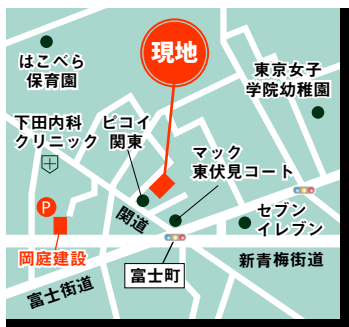 現地
はこべら
保育園
東京女子
学院幼稚園
下田内科
クリニック
ピコイ
関東
マック
東伏見コート
P
関道
セブン
イレブン
岡庭建設
新青梅街道
富士町
富士街道